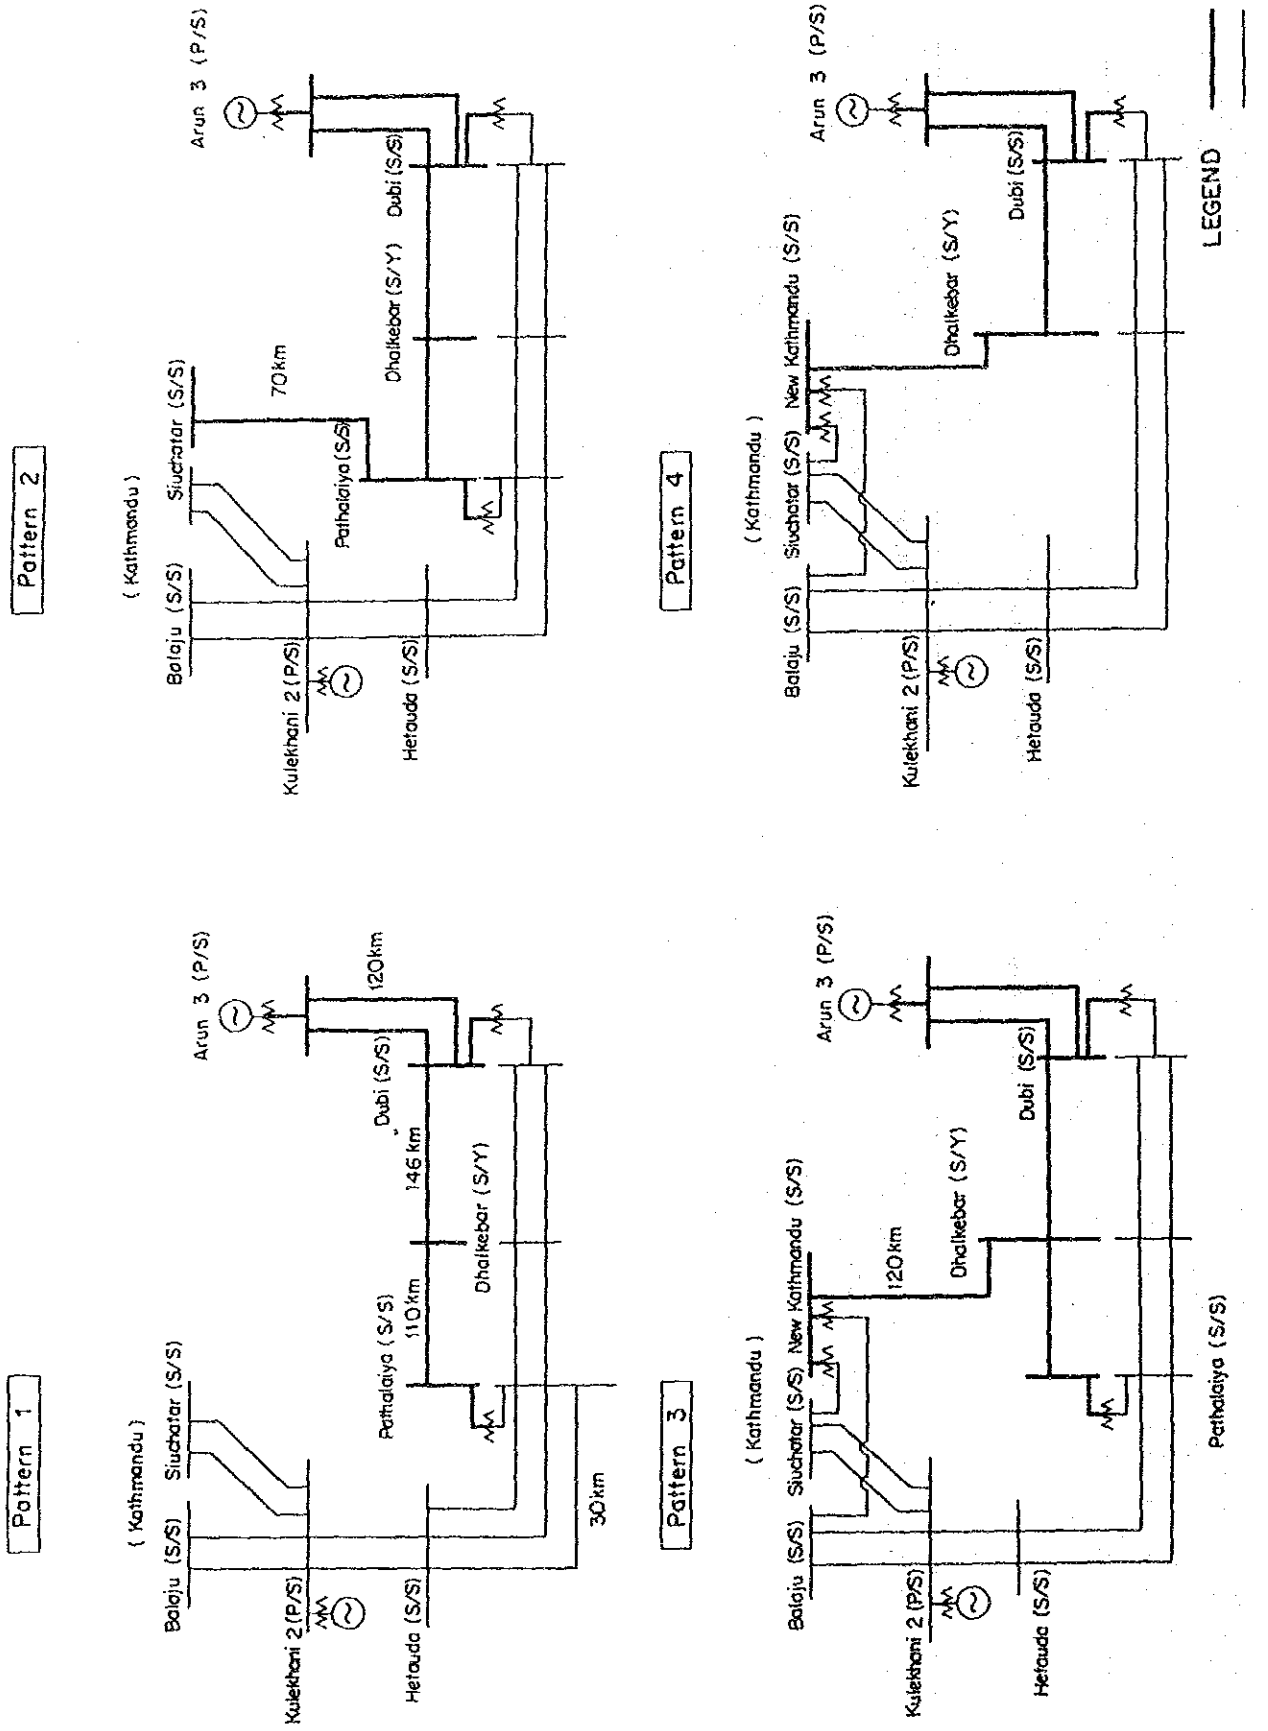 Pattern 1
( Kathmandu )
Balaju (S/S)
Siuchatar (S/S)
Arun 3 (P/S)
120km
Kulekhani 2 (P/S)
Pathalaiya (S/S)
110km
146km
Dubi (S/S)
Hetauda (S/S)
Dhalkebar (S/Y)
30km
Pattern 2
( Kathmandu )
Balaju (S/S)
Siuchatar (S/S)
Arun 3 (P/S)
70km
Kulekhani 2 (P/S)
Pathalaiya (S/S)
Dhalkebar (S/Y)
Dubi (S/S)
Hetauda (S/S)
Pattern 3
( Kathmandu )
Balaju (S/S)
Siuchatar (S/S)
New Kathmandu (S/S)
Arun 3 (P/S)
120km
Kulekhani 2 (P/S)
Dhalkebar (S/Y)
Dubi (S/S)
Hetauda (S/S)
Pathalaiya (S/S)
Pattern 4
( Kathmandu )
Balaju (S/S)
Siuchatar (S/S)
New Kathmandu (S/S)
Arun 3 (P/S)
Kulekhani 2 (P/S)
Dhalkebar (S/Y)
Dubi (S/S)
Hetauda (S/S)
LEGEND